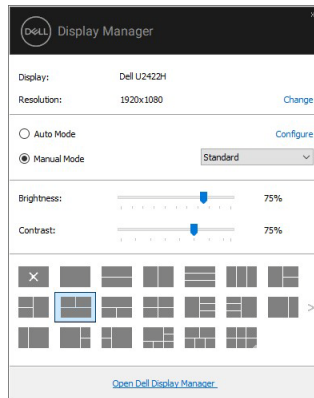 DELL Display Manager
Display: Dell U2422H
Resolution: 1920x1080 Change
Auto Mode Configure
Manual Mode Standard
Brightness: 75%
Contrast: 75%
Open Dell Display Manager